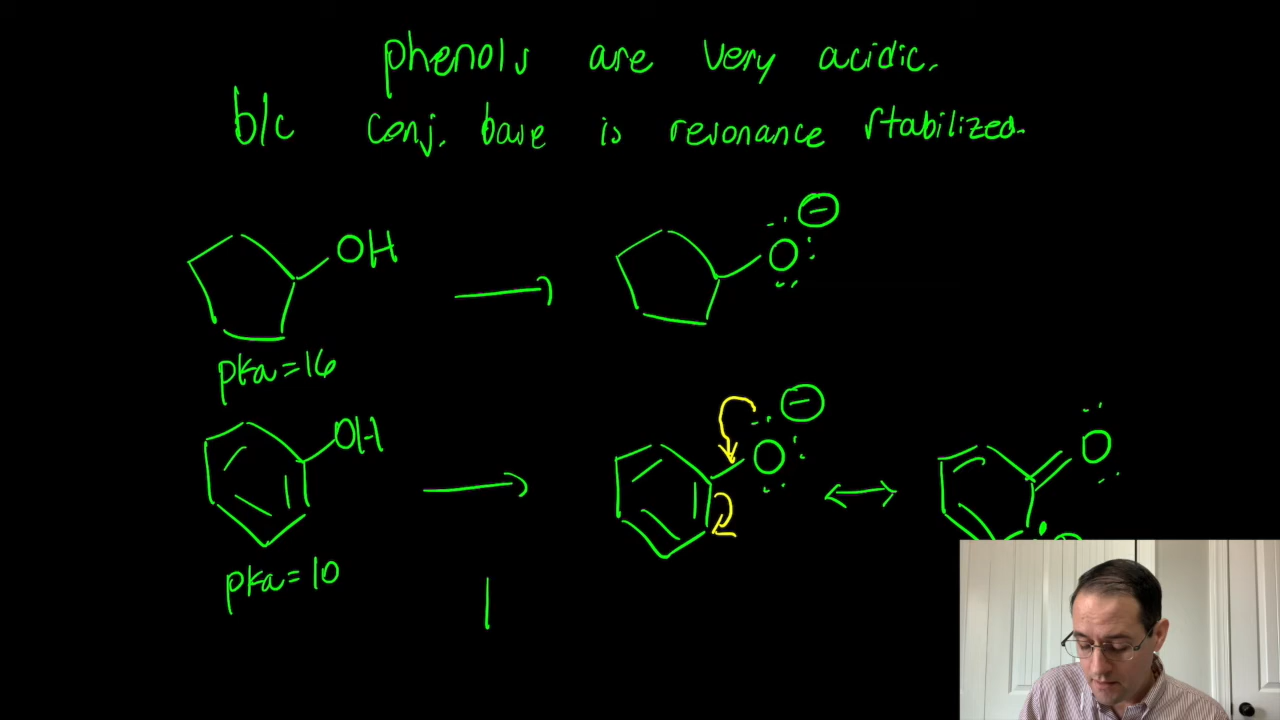 phenols are very acidic.
b/c conj. base is resonance stabilized.
OH
O
pka=16
OH
O
O
pka=10